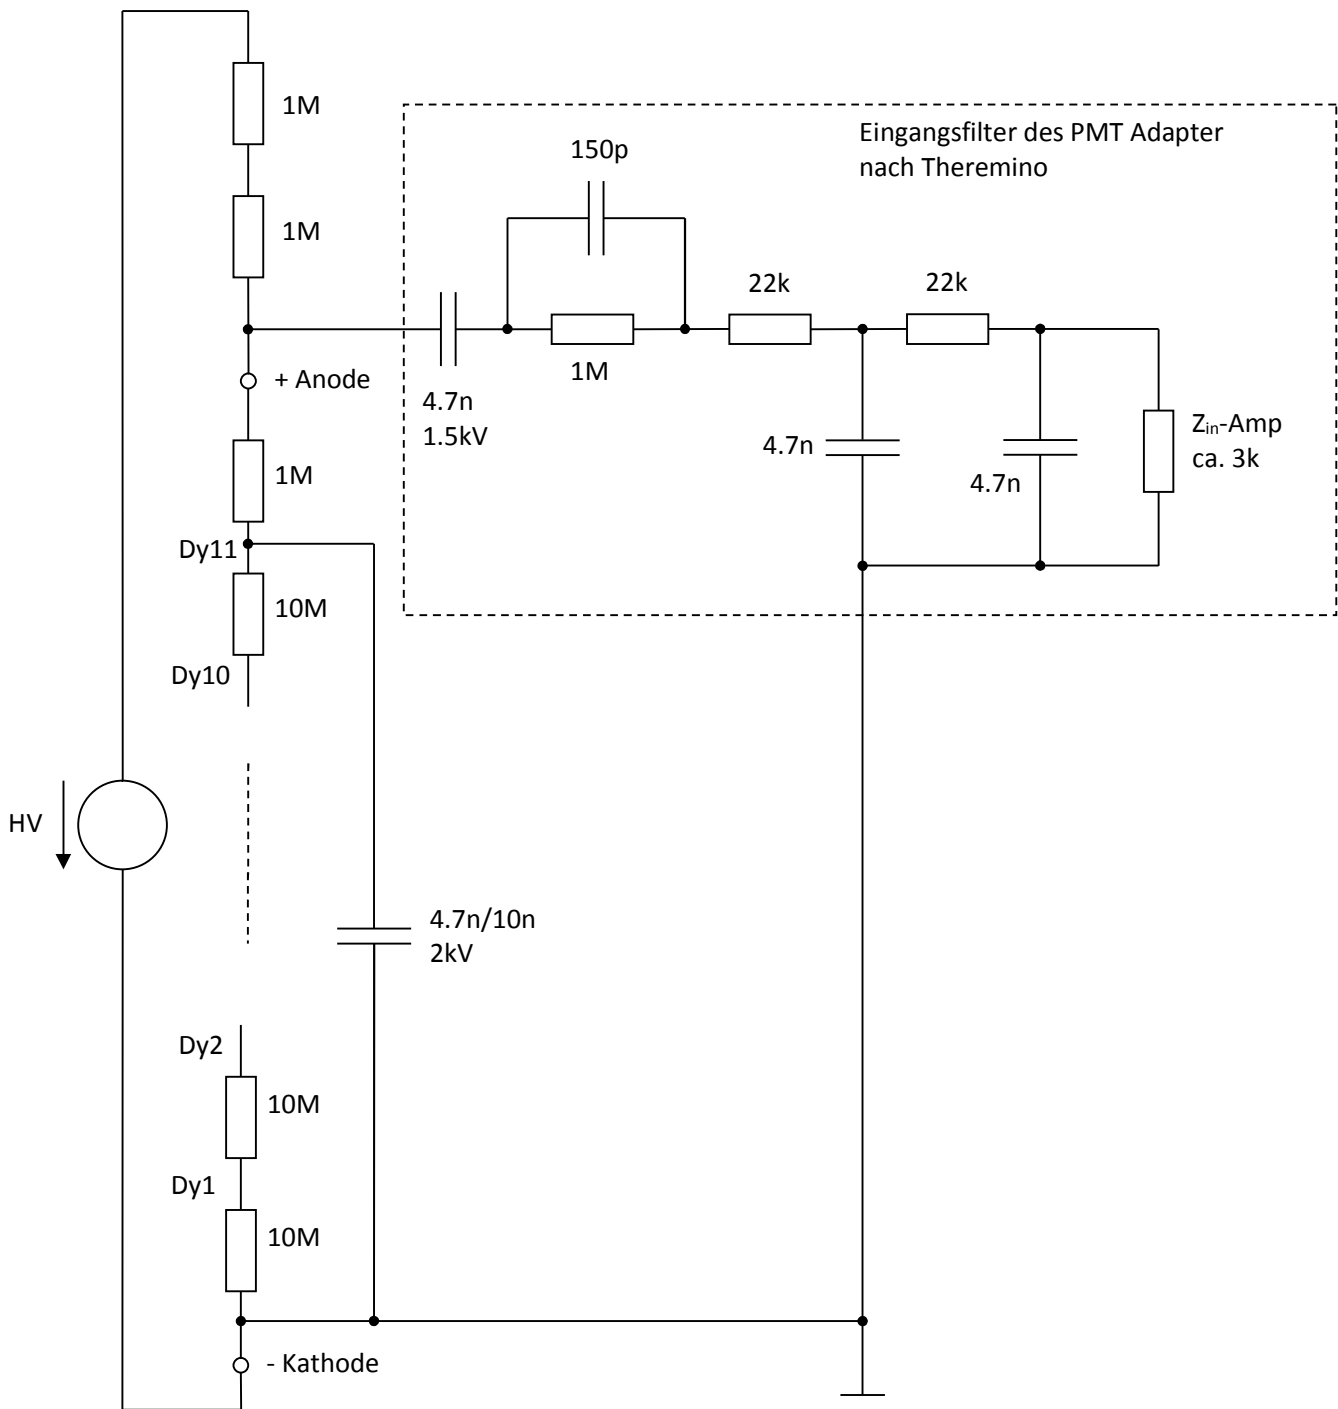 1M
Eingangsfilter des PMT Adapter
nach Theremino
150p
1M
22k
22k
1M
+ Anode
4.7n
1.5kV
Zin-Amp
ca. 3k
4.7n
4.7n
1M
Dy11
10M
Dy10
HV
4.7n/10n
2kV
Dy2
10M
Dy1
10M
- Kathode